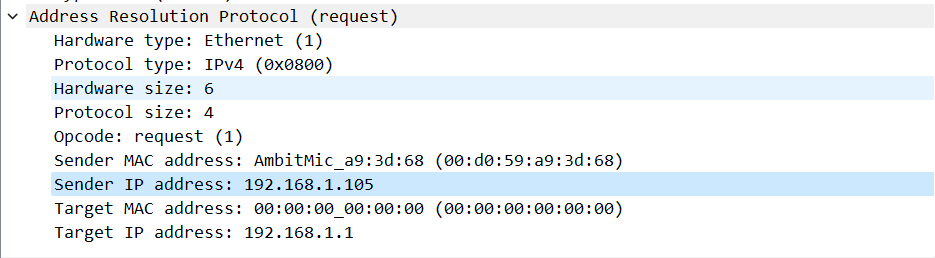 Address Resolution Protocol (request)
Hardware type: Ethernet (1)
Protocol type: IPv4 (0x0800)
Hardware size: 6
Protocol size: 4
Opcode: request (1)
Sender MAC address: AmbitMic_a9:3d:68 (00:d0:59:a9:3d:68)
Sender IP address: 192.168.1.105
Target MAC address: 00:00:00_00:00:00 (00:00:00:00:00:00)
Target IP address: 192.168.1.1